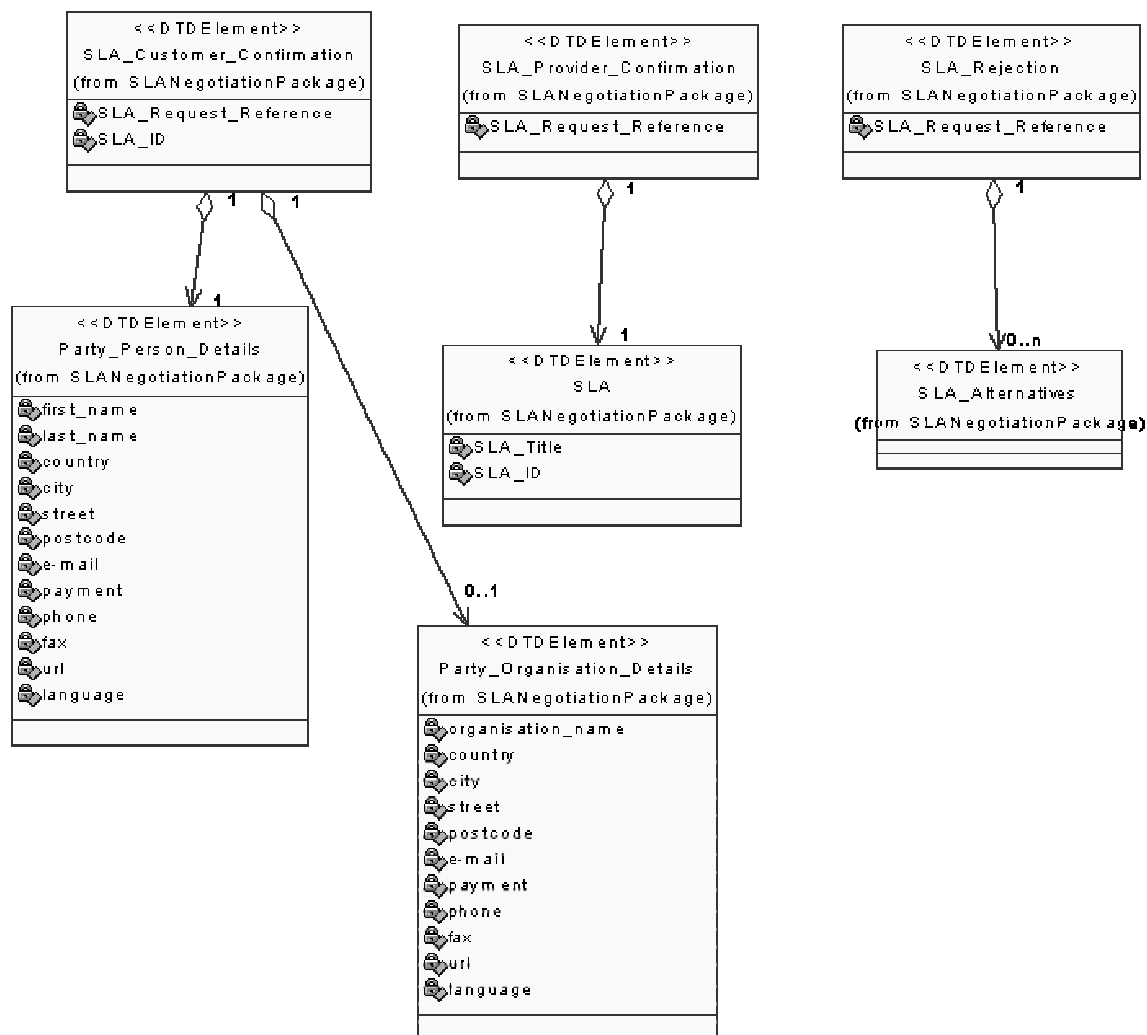 <<DTDElement>>
SLA_Customer_Confirmation
(from SLANegotiationPackage)
SLA_Request_Reference
SLA_ID
<<DTDElement>>
SLA_Provider_Confirmation
(from SLANegotiationPackage)
SLA_Request_Reference
<<DTDElement>>
SLA_Rejection
(from SLANegotiationPackage)
SLA_Request_Reference
1
1
1
1
1
1
0..n
0..1
<<DTDElement>>
Party_Person_Details
(from SLANegotiationPackage)
first_name
last_name
country
city
street
postcode
e-mail
payment
phone
fax
url
language
<<DTDElement>>
SLA
(from SLANegotiationPackage)
SLA_Title
SLA_ID
<<DTDElement>>
SLA_Alternatives
(from SLANegotiationPackage)
<<DTDElement>>
Party_Organisation_Details
(from SLANegotiationPackage)
organisation_name
country
city
street
postcode
e-mail
payment
phone
fax
url
language